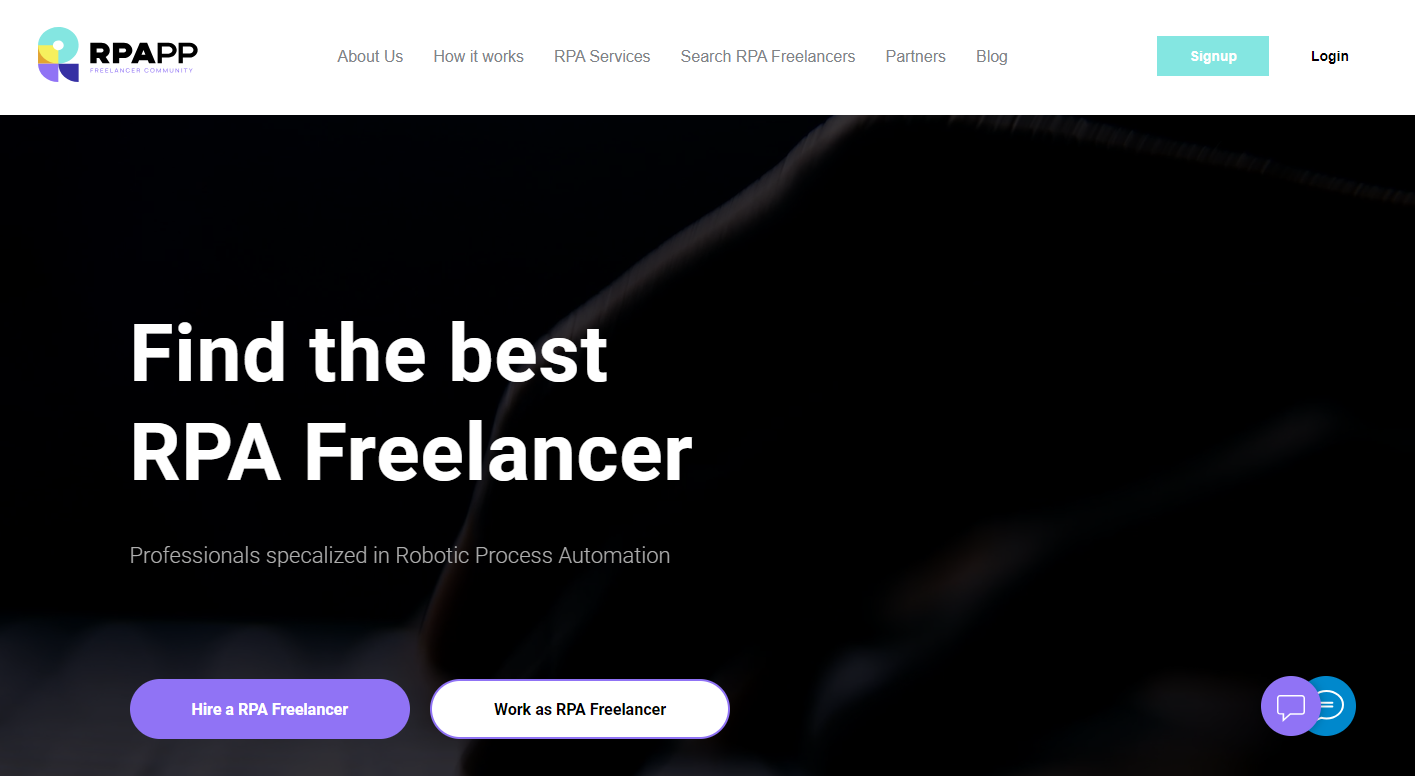 RPAPP
FREELANCER COMMUNITY
About Us
How it works
RPA Services
Search RPA Freelancers
Partners
Blog
Signup
Login
Find the best
RPA Freelancer
Professionals specalized in Robotic Process Automation
Hire a RPA Freelancer
Work as RPA Freelancer